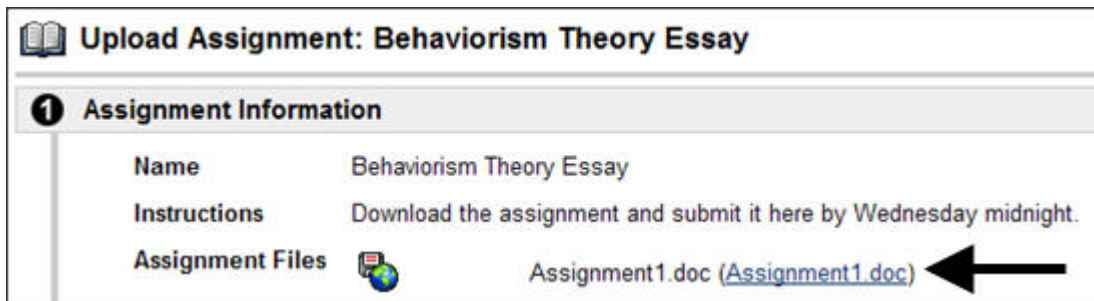 Upload Assignment: Behaviorism Theory Essay
1 Assignment Information
Name Behaviorism Theory Essay
Instructions Download the assignment and submit it here by Wednesday midnight.
Assignment Files Assignment1.doc (Assignment1.doc)